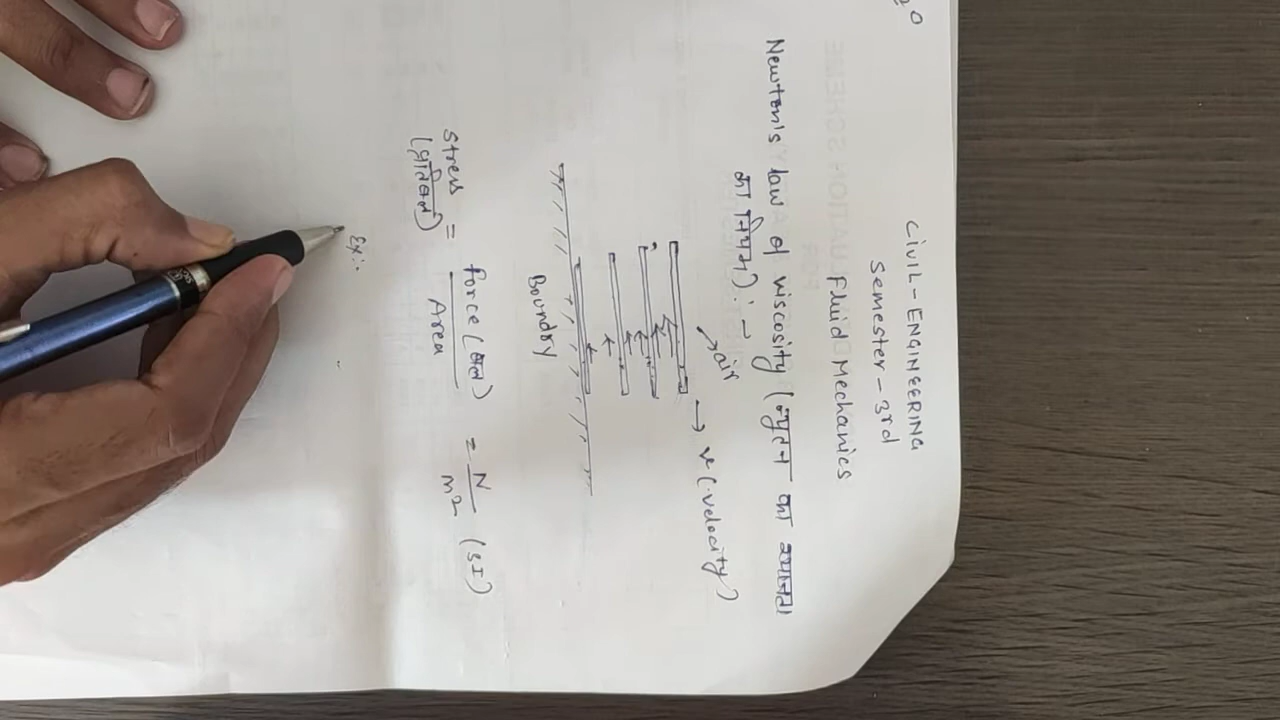 CIVIL-ENGINEERING
Semester-3rd
Fluid Mechanics
Newton's law of viscosity (न्युटन का श्यानता
का नियम):-
→ air
→ v (velocity)
Boundry
Stress = force (बल) / Area = N / m2 (SI)
(प्रतिबल)
Ex:-